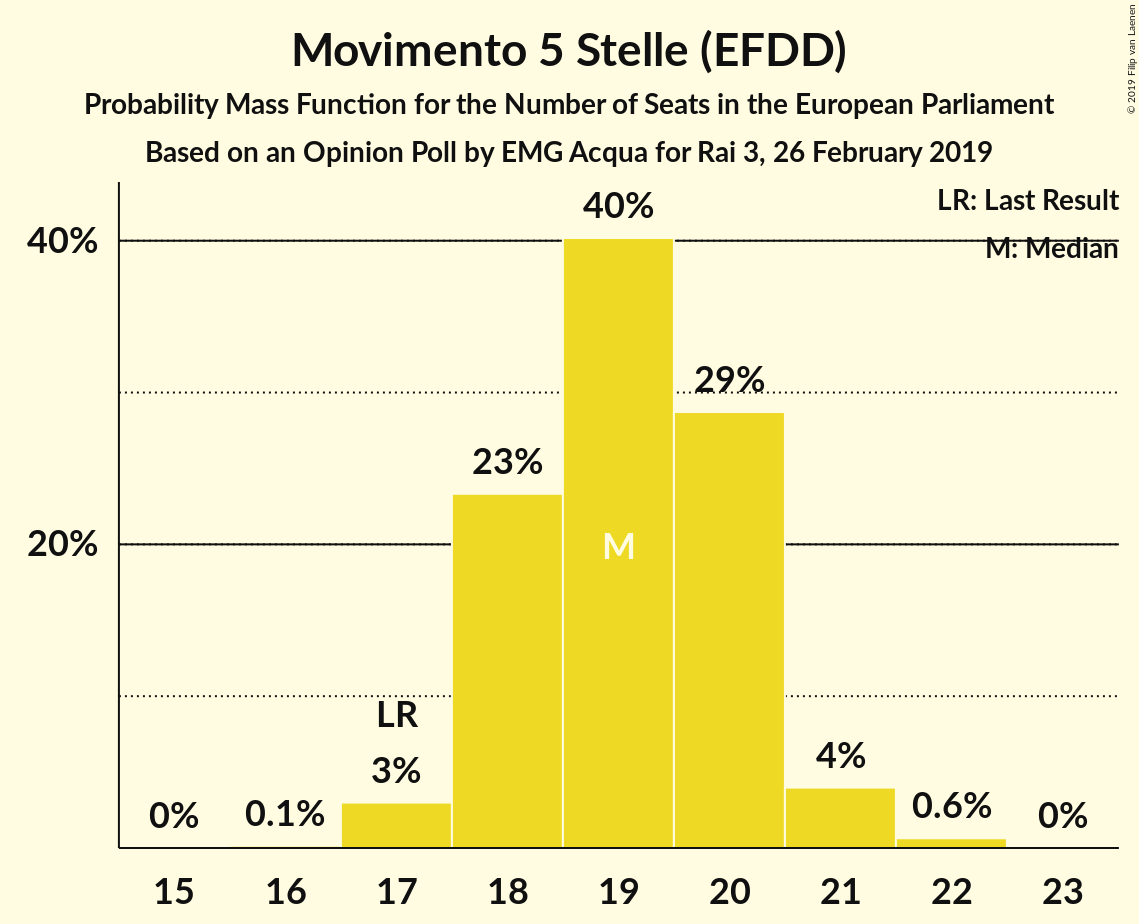 Movimento 5 Stelle (EFDD)
Probability Mass Function for the Number of Seats in the European Parliament
Based on an Opinion Poll by EMG Acqua for Rai 3, 26 February 2019
© 2019 Filip van Laenen
LR: Last Result
M: Median
40%
20%
0%
0.1%
LR
3%
23%
40%
M
29%
4%
0.6%
0%
15 16 17 18 19 20 21 22 23